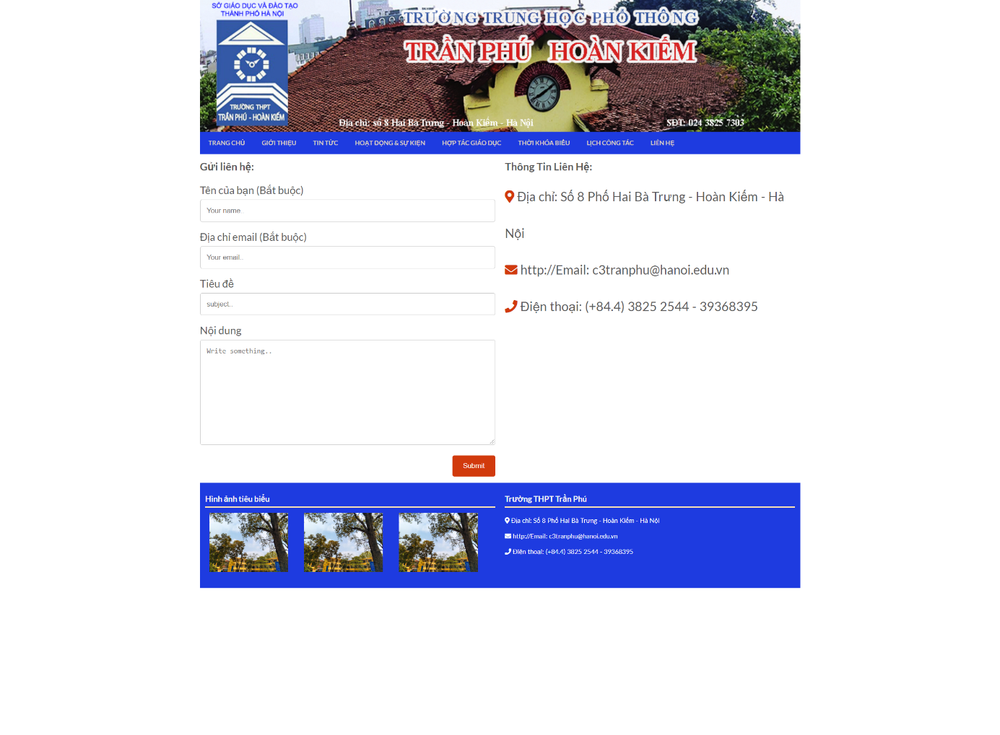 SỞ GIÁO DỤC VÀ ĐÀO TẠO
THÀNH PHỐ HÀ NỘI
TRƯỜNG THPT
TRẦN PHÚ - HOÀN KIẾM
TRƯỜNG TRUNG HỌC PHỔ THÔNG
TRẦN PHÚ HOÀN KIẾM
Địa chỉ: số 8 Hai Bà Trưng - Hoàn Kiếm - Hà Nội
SĐT: 024 3825 7303
TRANG CHỦ GIỚI THIỆU TIN TỨC HOẠT ĐỘNG & SỰ KIỆN HỢP TÁC GIÁO DỤC THỜI KHÓA BIỂU LỊCH CÔNG TÁC LIÊN HỆ
Gửi liên hệ:
Tên của bạn (Bắt buộc)
Your name..
Địa chỉ email (Bắt buộc)
Your email..
Tiêu đề
subject..
Nội dung
Write something..
Submit
Thông Tin Liên Hệ:
Địa chỉ: Số 8 Phố Hai Bà Trưng - Hoàn Kiếm - Hà
Nội
http://Email: c3tranphu@hanoi.edu.vn
Điện thoại: (+84.4) 3825 2544 - 39368395
Hình ảnh tiêu biểu
Trường THPT Trần Phú
Địa chỉ: Số 8 Phố Hai Bà Trưng - Hoàn Kiếm - Hà Nội
http://Email: c3tranphu@hanoi.edu.vn
Điện thoại: (+84.4) 3825 2544 - 39368395